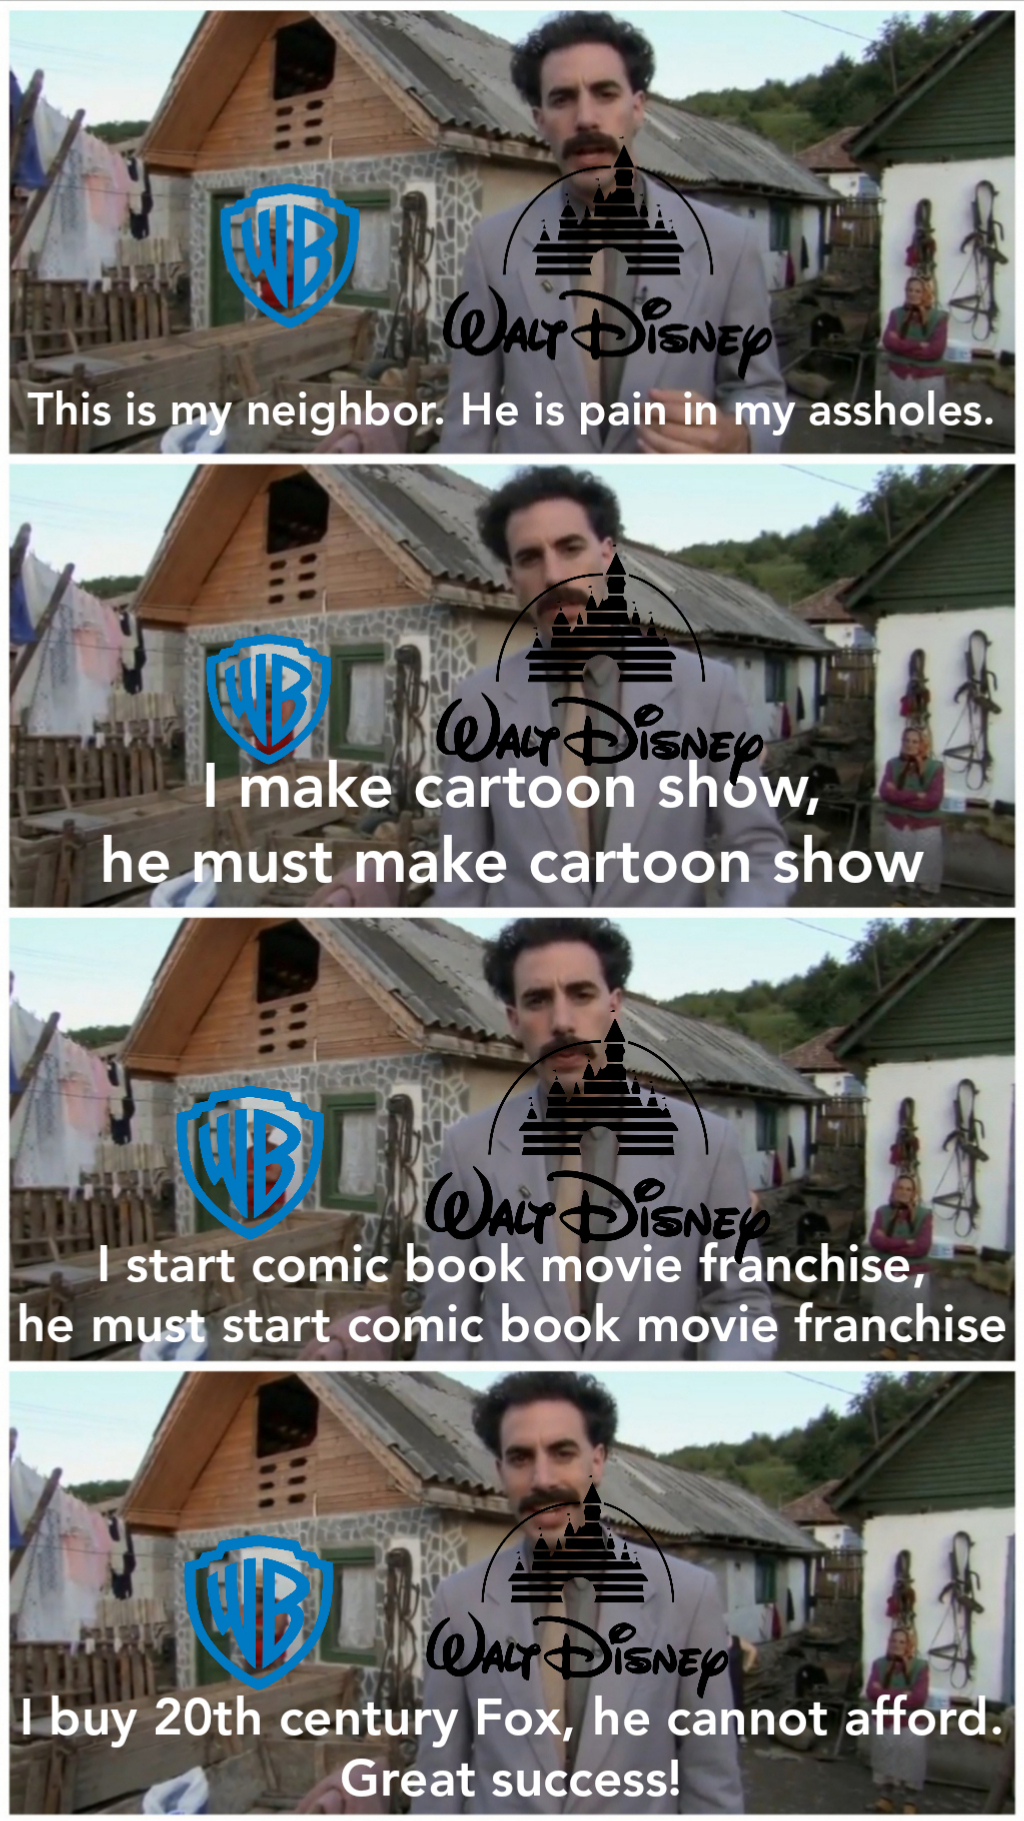 WB
WALT DISNEY
This is my neighbor. He is pain in my assholes.
WB
WALT DISNEY
I make cartoon show,
he must make cartoon show
WB
WALT DISNEY
I start comic book movie franchise,
he must start comic book movie franchise
WB
WALT DISNEY
I buy 20th century Fox, he cannot afford.
Great success!